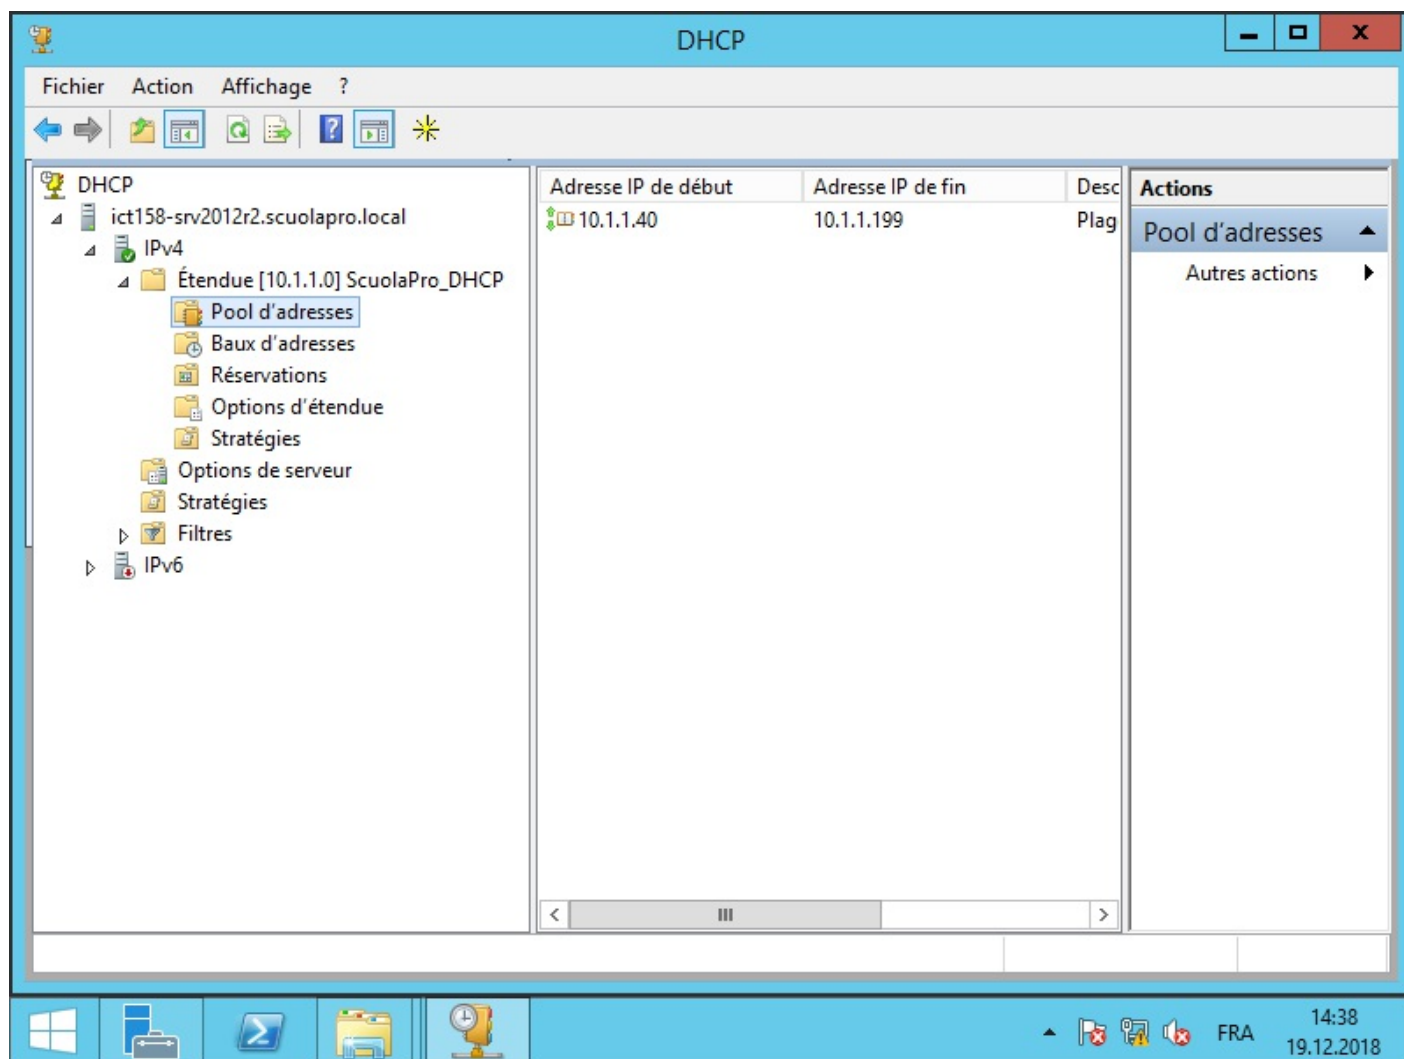 DHCP
Fichier Action Affichage ?
DHCP
ict158-srv2012r2.scuolapro.local
IPv4
Étendue [10.1.1.0] ScuolaPro_DHCP
Pool d'adresses
Baux d'adresses
Réservations
Options d'étendue
Stratégies
Options de serveur
Stratégies
Filtres
IPv6
Adresse IP de début Adresse IP de fin Desc
10.1.1.40 10.1.1.199 Plag
Actions
Pool d'adresses
Autres actions
FRA
14:38
19.12.2018